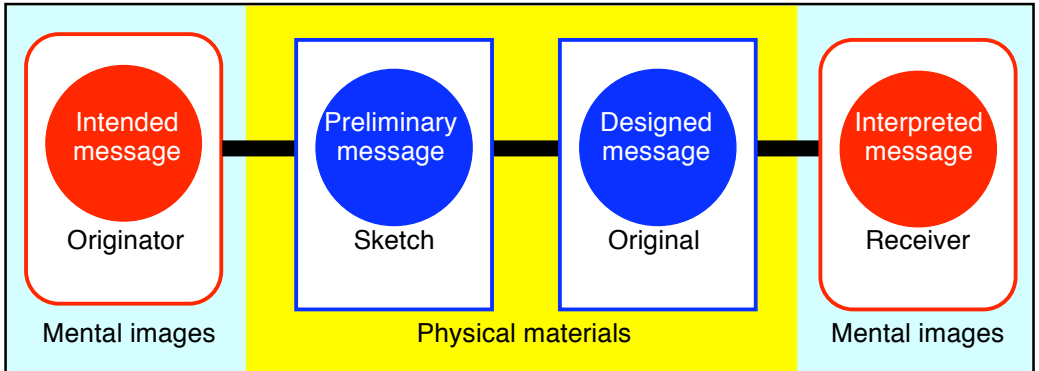 Intended
message
Originator
Preliminary
message
Sketch
Designed
message
Original
Interpreted
message
Receiver
Mental images
Physical materials
Mental images